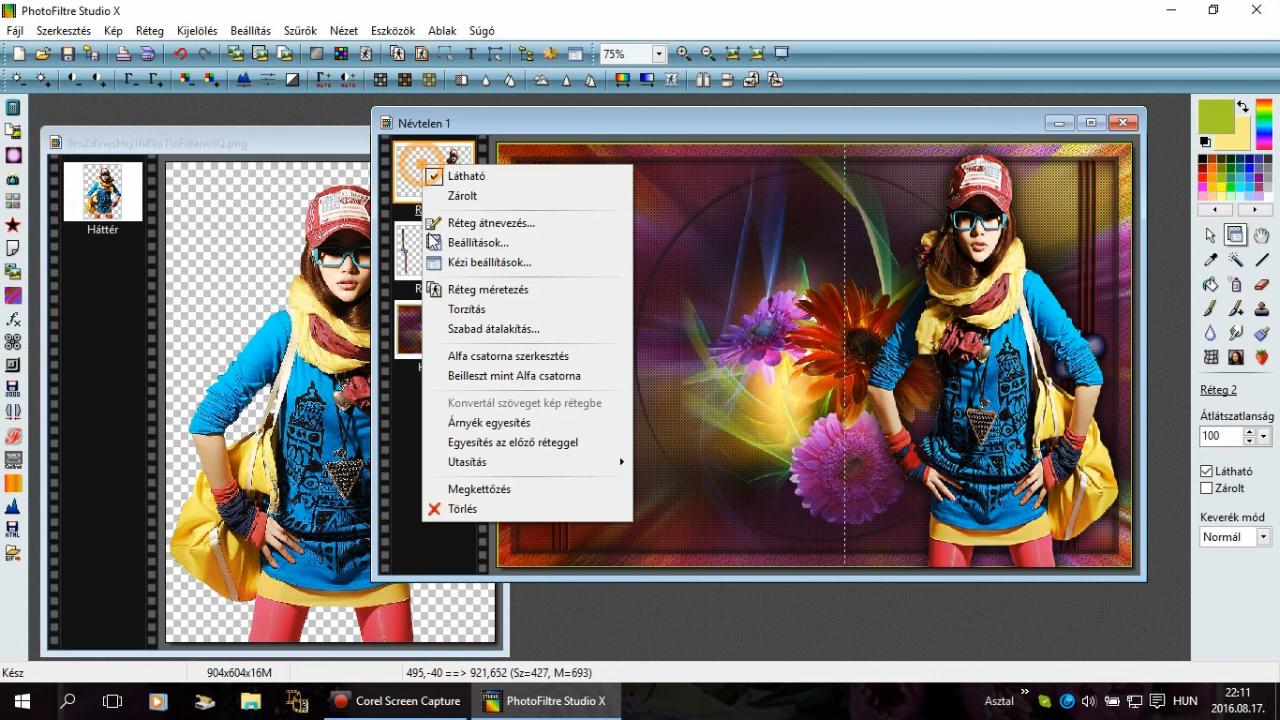 PhotoFiltre Studio X
Fájl Szerkesztés Kép Réteg Beállítás Szűrők Kijelölés Nézet Eszközök Ablak Súgó
75%
9mZdVwsHcj1h8VoTloFi9arwiIQ.png
Háttér
Névtelen 1
Látható
Zárolt
Réteg átnevezés...
Beállítások...
Kézi beállítások...
Réteg méretezés
Torzítás
Szabad átalakítás...
Alfa csatorna szerkesztés
Beilleszt mint Alfa csatorna
Konvertál szöveget kép rétegbe
Árnyék egyesítés
Egyesítés az előző réteggel
Utasítás
Megkettőzés
Törlés
Réteg 2
Átlátszatlanság
100
Látható
Zárolt
Keverék mód
Normál
Kész 904x604x16M 495,-40 ==> 921,652 (Sz=427, M=693)
Corel Screen Capture PhotoFiltre Studio X Asztal HUN 22:11
2016.08.17.